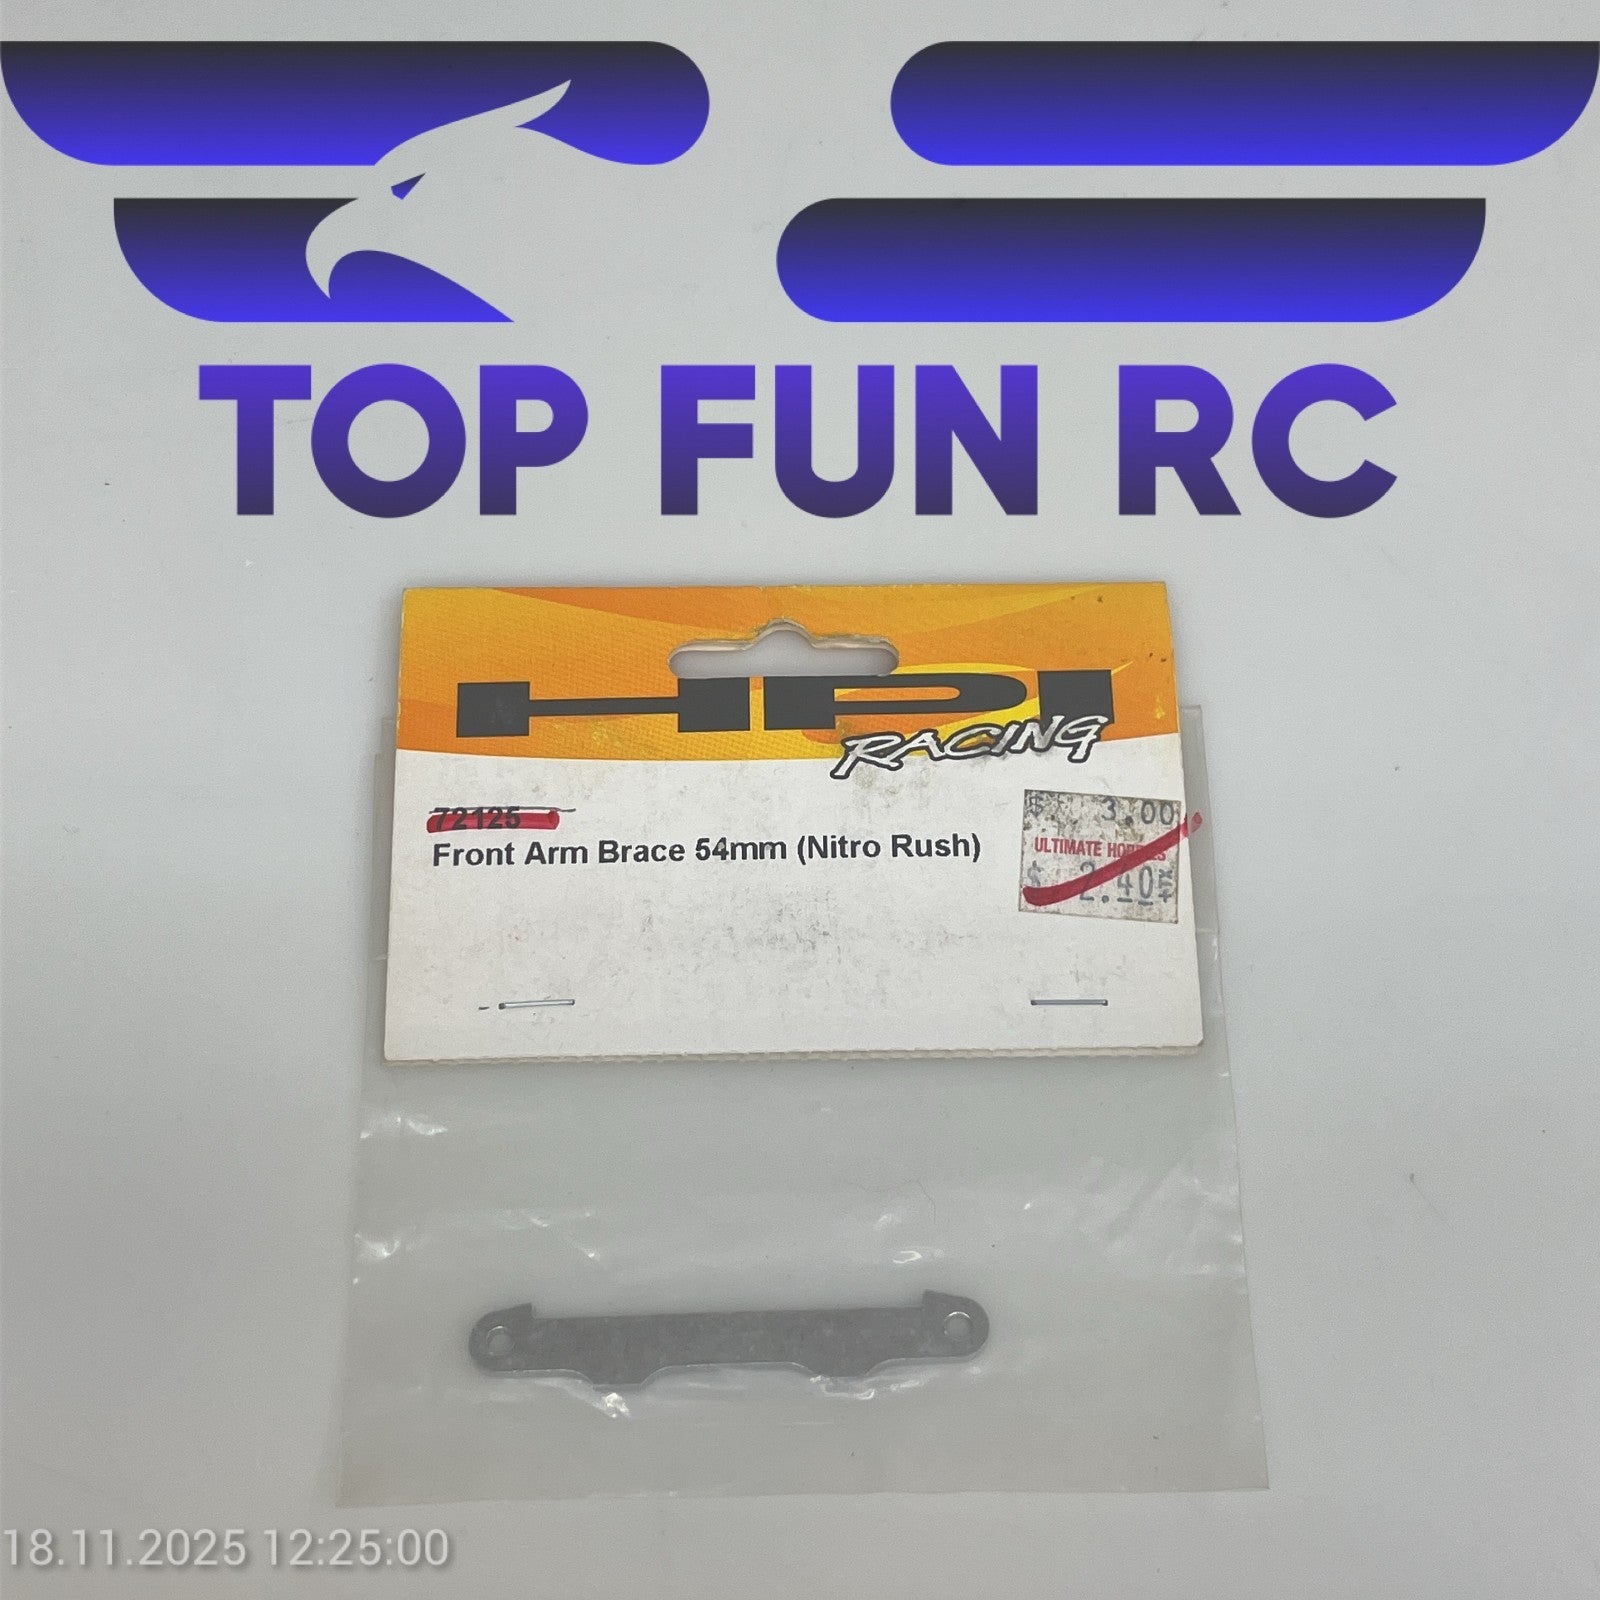 TOP FUN RC
HPI
RACING
72125
Front Arm Brace 54mm (Nitro Rush)
$ 3.00
ULTIMATE HOBBIES
$ 2.40
18.11.2025 12:25:00